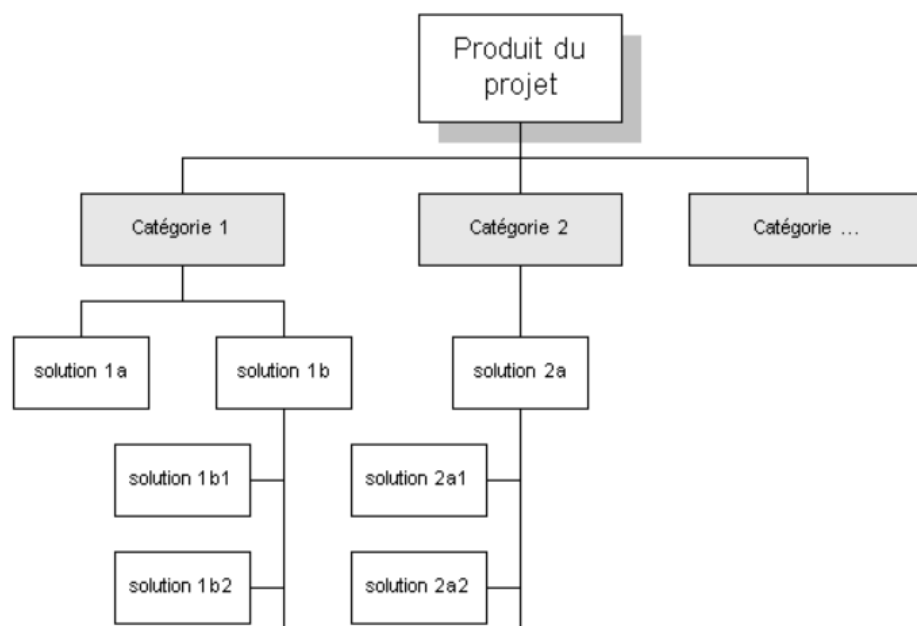 Produit du
projet
Catégorie 1
Catégorie 2
Catégorie ...
solution 1a
solution 1b
solution 2a
solution 1b1
solution 2a1
solution 1b2
solution 2a2